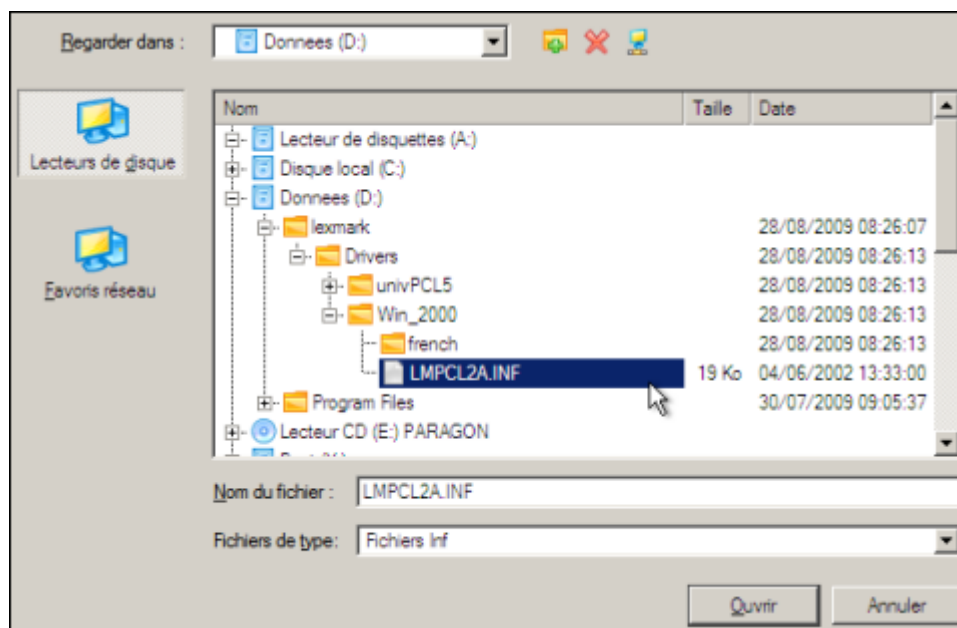 Regarder dans : Donnees (D:)
Nom Taille Date
Lecteur de disquettes (A:)
Disque local (C:)
Donnees (D:)
lexmark 28/08/2009 08:26:07
Drivers 28/08/2009 08:26:13
univPCL5 28/08/2009 08:26:13
Win_2000 28/08/2009 08:26:13
french 28/08/2009 08:26:13
LMPCL2A.INF 19 Ko 04/06/2002 13:33:00
Program Files 30/07/2009 09:05:37
Lecteur CD (E:) PARAGON
Lecteurs de disque
Favoris réseau
Nom du fichier : LMPCL2A.INF
Fichiers de type: Fichiers Inf
Ouvrir Annuler